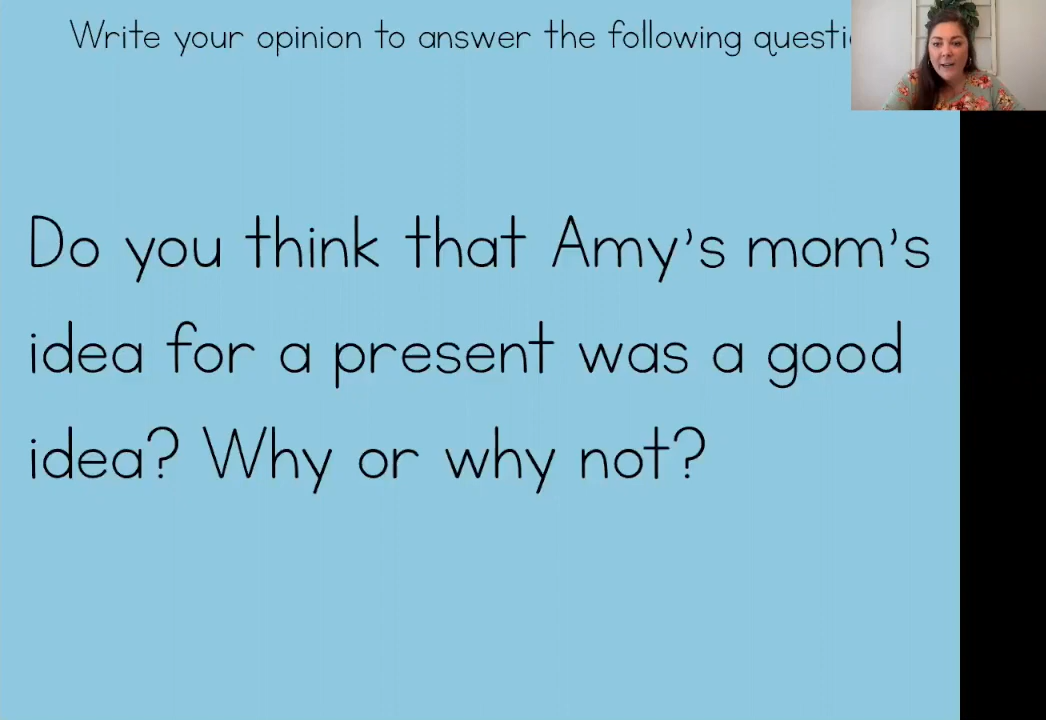 Write your opinion to answer the following
Do you think that Amy's mom's
idea for a present was a good
idea? Why or why not?